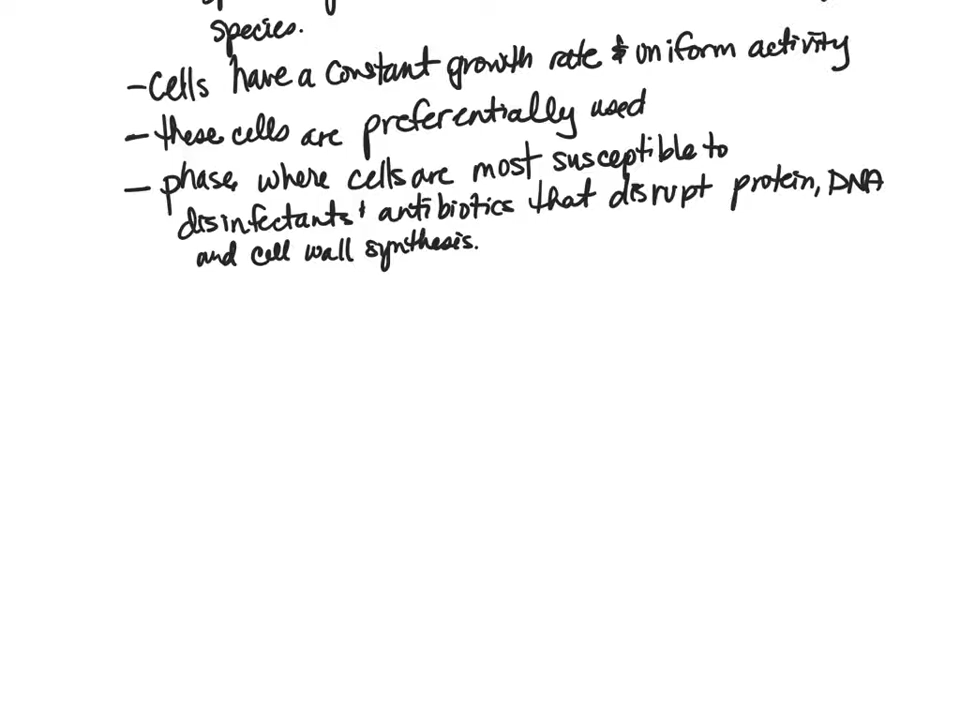 species.
- Cells have a constant growth rate & uniform activity
- these cells are preferentially used
- phase where cells are most susceptible to
disinfectants & antibiotics that disrupt protein, DNA
and cell wall synthesis.